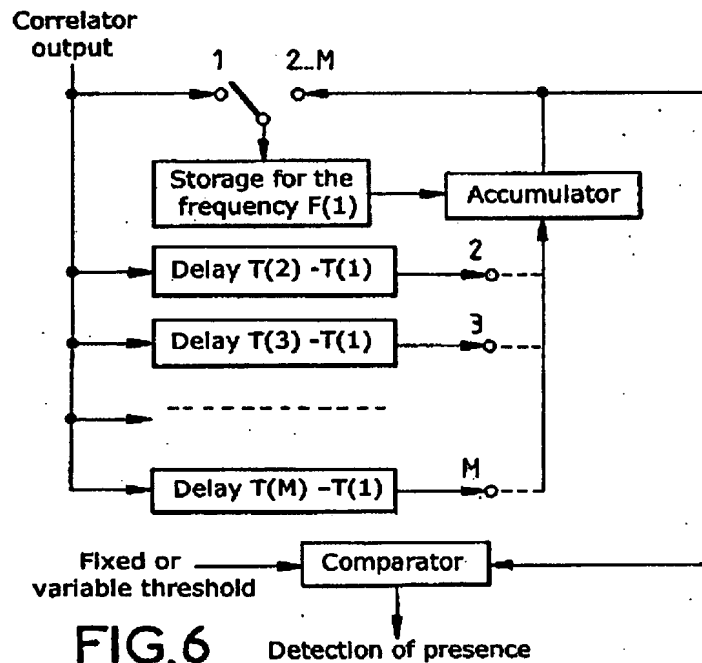 Correlator
output
1
2...M
Storage for the
frequency F(1)
Accumulator
Delay T(2) -T(1)
2
Delay T(3) -T(1)
3
Delay T(M) -T(1)
M
Fixed or
variable threshold
Comparator
FIG.6
Detection of presence